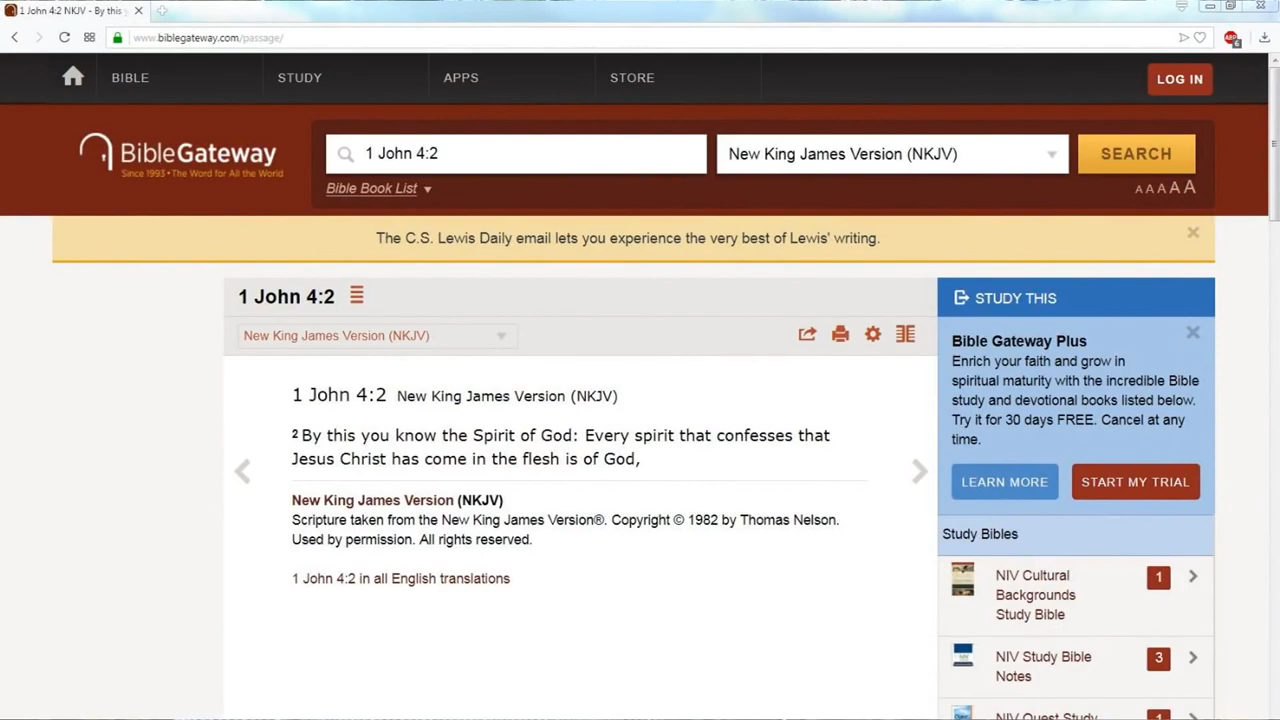 1 John 4:2 NKJV - By this
www.biblegateway.com/passage/
ABP
6
BIBLE
STUDY
APPS
STORE
LOG IN
BibleGateway
Since 1993 • The Word for All the World
1 John 4:2
New King James Version (NKJV)
SEARCH
Bible Book List
A A A A A
The C.S. Lewis Daily email lets you experience the very best of Lewis' writing.
1 John 4:2
New King James Version (NKJV)
1 John 4:2 New King James Version (NKJV)
2 By this you know the Spirit of God: Every spirit that confesses that
Jesus Christ has come in the flesh is of God,
New King James Version (NKJV)
Scripture taken from the New King James Version®. Copyright © 1982 by Thomas Nelson.
Used by permission. All rights reserved.
1 John 4:2 in all English translations
STUDY THIS
Bible Gateway Plus
Enrich your faith and grow in
spiritual maturity with the incredible Bible
study and devotional books listed below.
Try it for 30 days FREE. Cancel at any
time.
LEARN MORE
START MY TRIAL
Study Bibles
NIV Cultural
Backgrounds
Study Bible
1
NIV Study Bible
Notes
3
NIV Quest Study
1